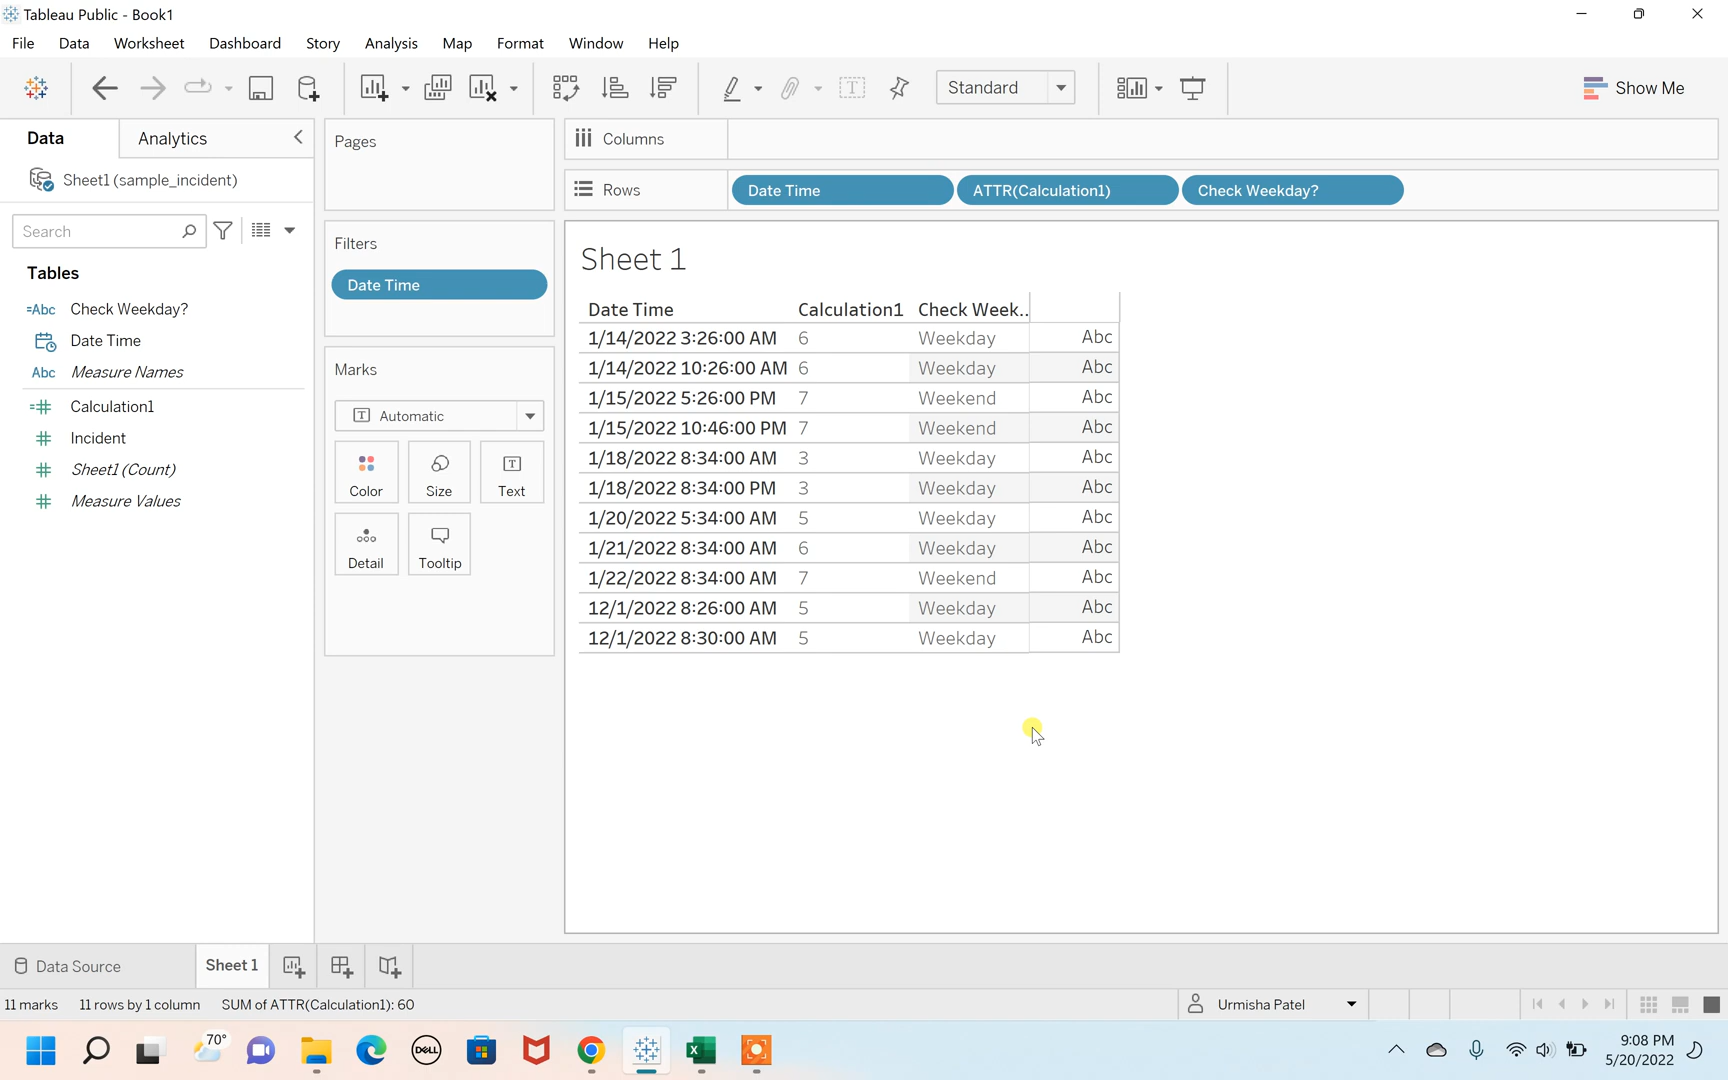 Tableau Public - Book1
File Data Worksheet Dashboard Story Analysis Map Format Window Help
Standard
Show Me
Data Analytics
Sheet1 (sample_incident)
Search
Tables
=Abc Check Weekday?
Date Time
Abc Measure Names
=# Calculation1
# Incident
# Sheet1 (Count)
# Measure Values
Pages
Filters
Date Time
Marks
T Automatic
Color Size T Text
Detail Tooltip
Columns
Rows Date Time ATTR(Calculation1) Check Weekday?
Sheet 1
Date Time Calculation1 Check Week..
1/14/2022 3:26:00 AM 6 Weekday Abc
1/14/2022 10:26:00 AM 6 Weekday Abc
1/15/2022 5:26:00 PM 7 Weekend Abc
1/15/2022 10:46:00 PM 7 Weekend Abc
1/18/2022 8:34:00 AM 3 Weekday Abc
1/18/2022 8:34:00 PM 3 Weekday Abc
1/20/2022 5:34:00 AM 5 Weekday Abc
1/21/2022 8:34:00 AM 6 Weekday Abc
1/22/2022 8:34:00 AM 7 Weekend Abc
12/1/2022 8:26:00 AM 5 Weekday Abc
12/1/2022 8:30:00 AM 5 Weekday Abc
Data Source Sheet 1
11 marks 11 rows by 1 column SUM of ATTR(Calculation1): 60 Urmisha Patel
70°
DELL
9:08 PM
5/20/2022